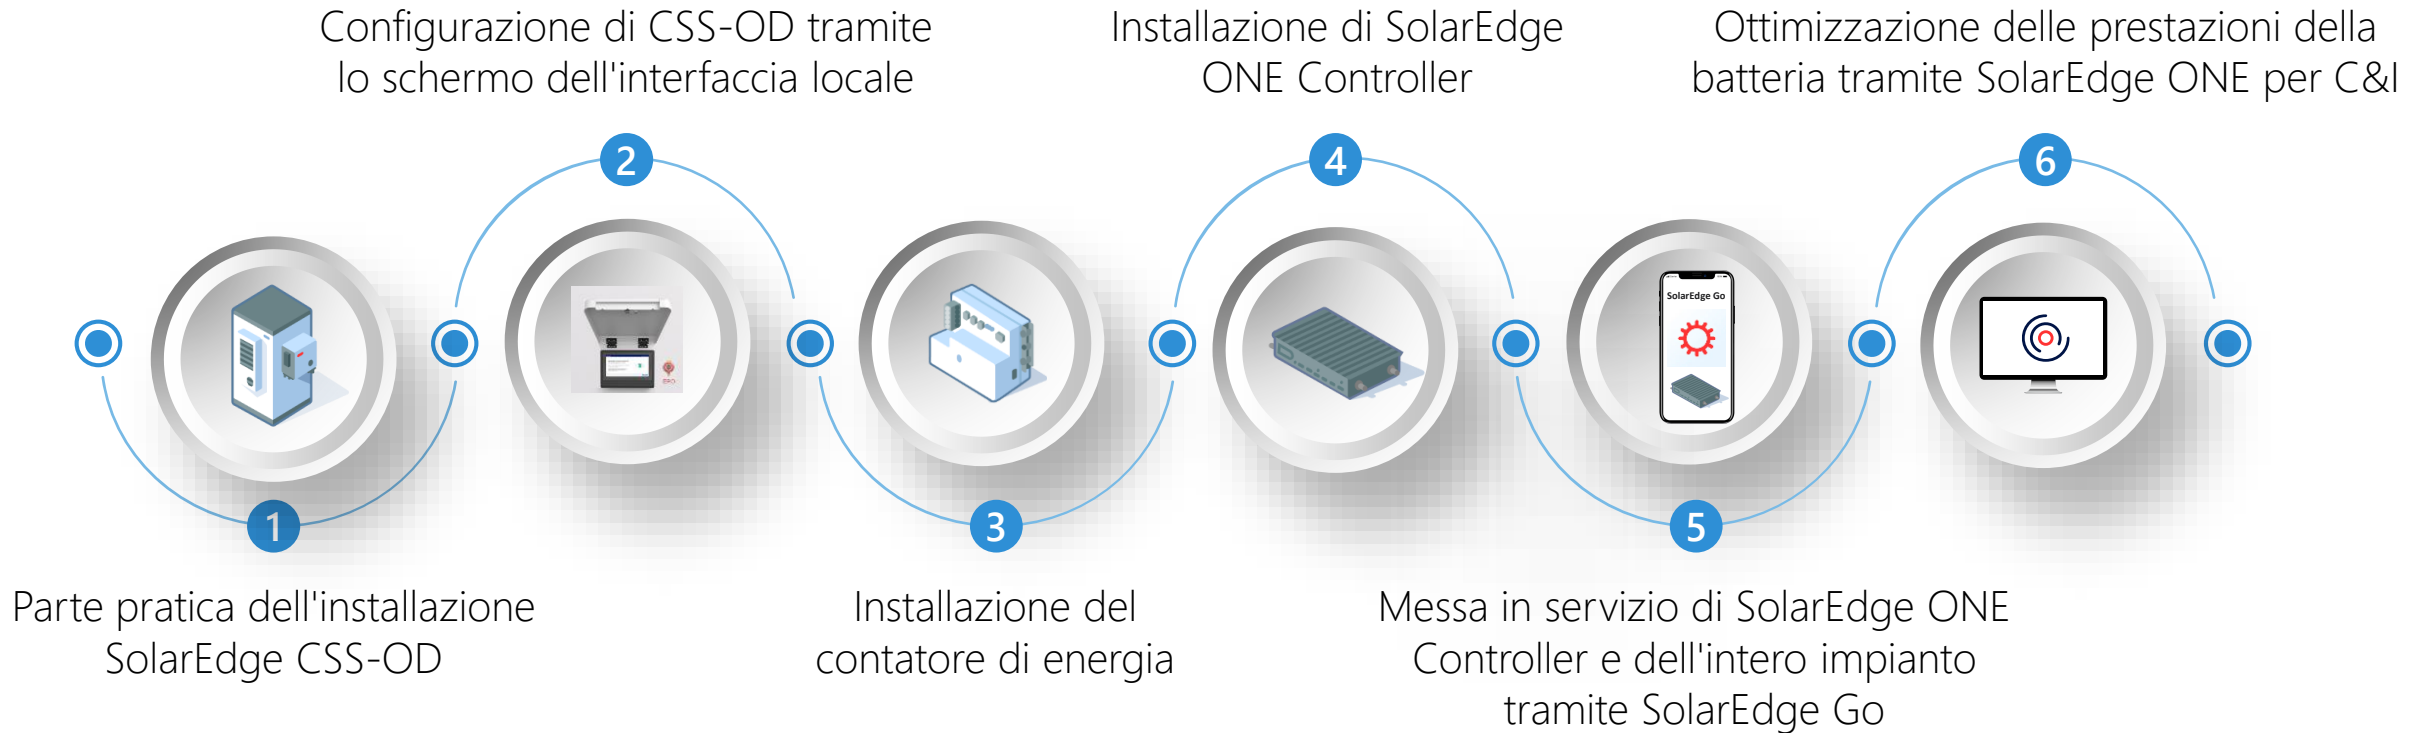 Configurazione di CSS-OD tramite
lo schermo dell'interfaccia locale
Installazione di SolarEdge
ONE Controller
Ottimizzazione delle prestazioni della
batteria tramite SolarEdge ONE per C&I
2
4
6
SolarEdge Go
EPO
1
3
5
Parte pratica dell'installazione
SolarEdge CSS-OD
Installazione del
contatore di energia
Messa in servizio di SolarEdge ONE
Controller e dell'intero impianto
tramite SolarEdge Go